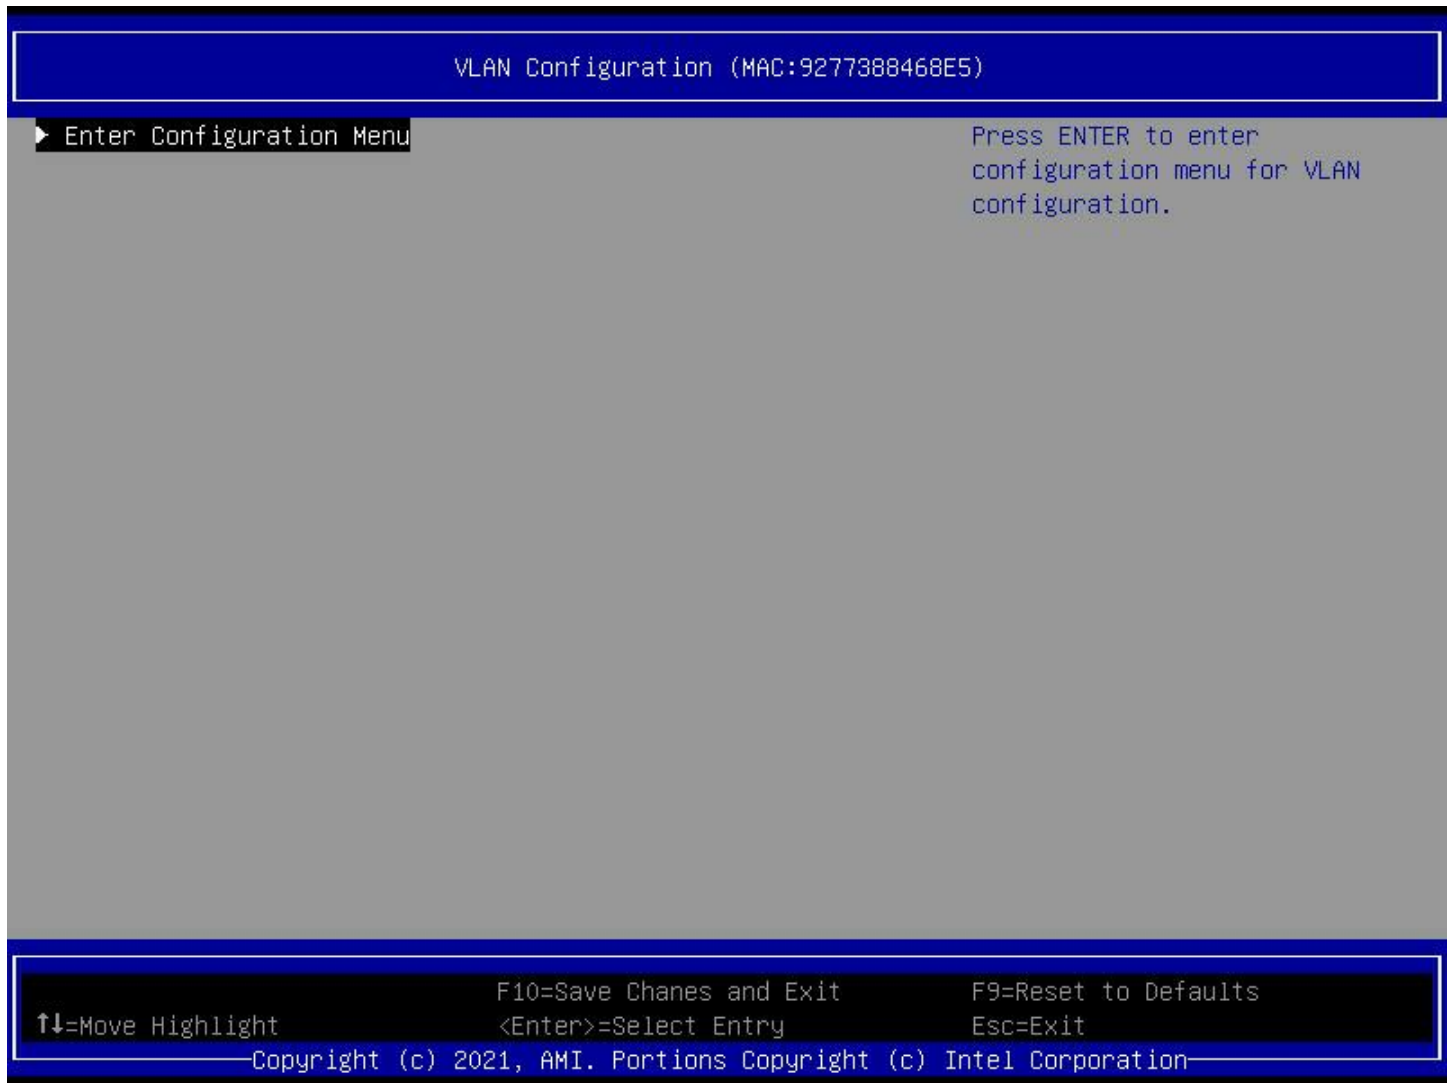 VLAN Configuration (MAC:9277388468E5)
▶ Enter Configuration Menu
Press ENTER to enter
configuration menu for VLAN
configuration.
F10=Save Chanes and Exit
F9=Reset to Defaults
↑↓=Move Highlight
<Enter>=Select Entry
Esc=Exit
Copyright (c) 2021, AMI. Portions Copyright (c) Intel Corporation